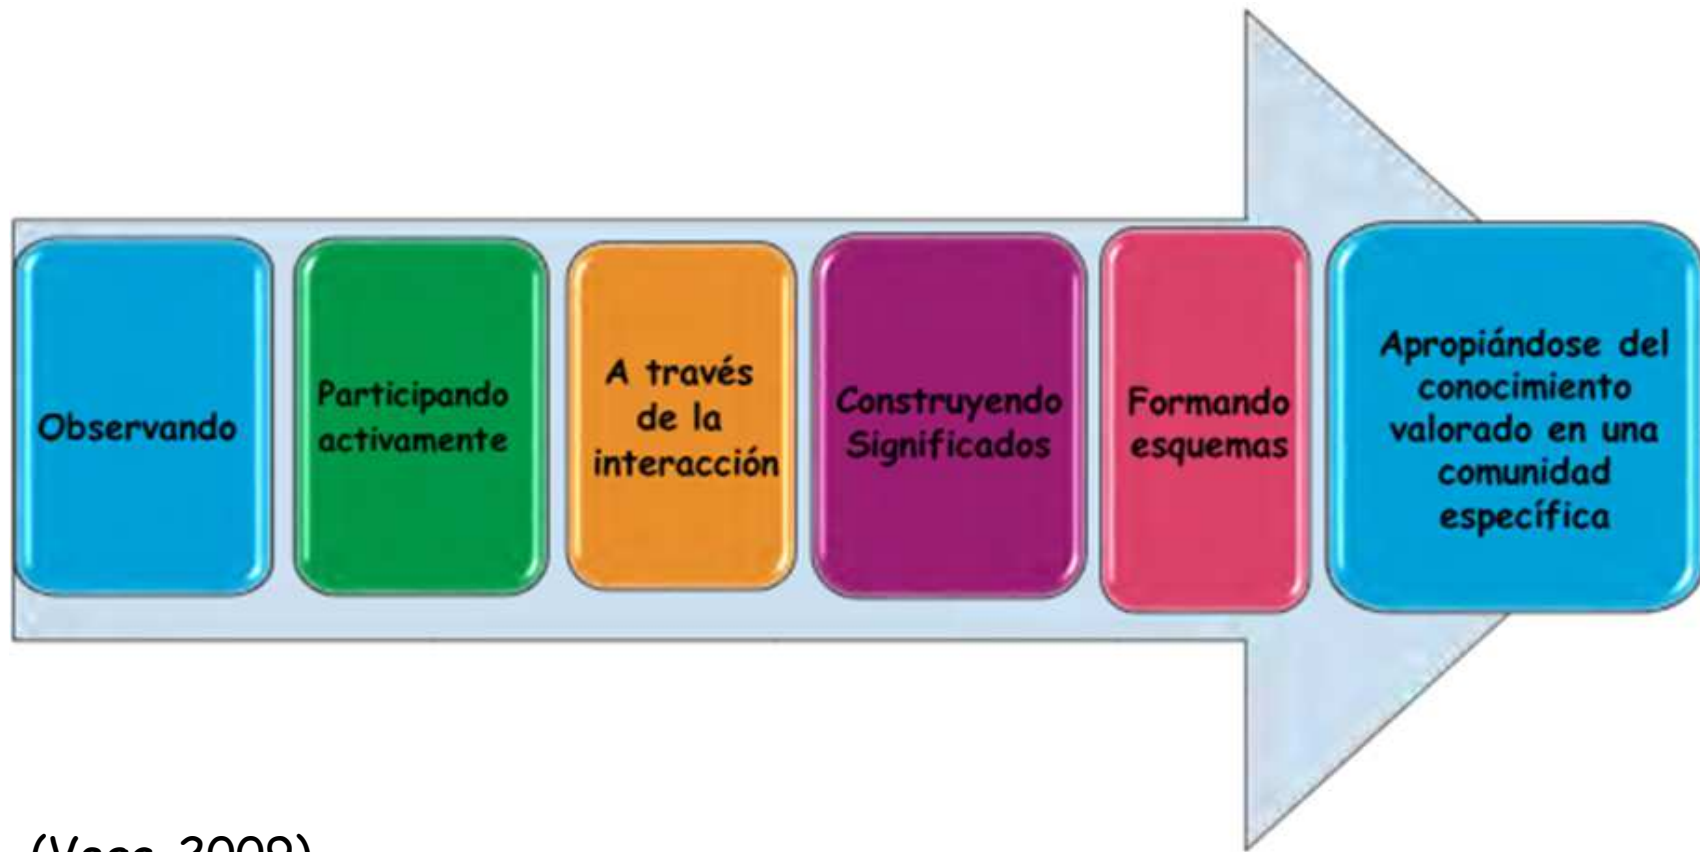 Observando
Participando
activamente
A través
de la
interacción
Construyendo
Significados
Formando
esquemas
Apropiándose del
conocimiento
valorado en una
comunidad
específica
2009)